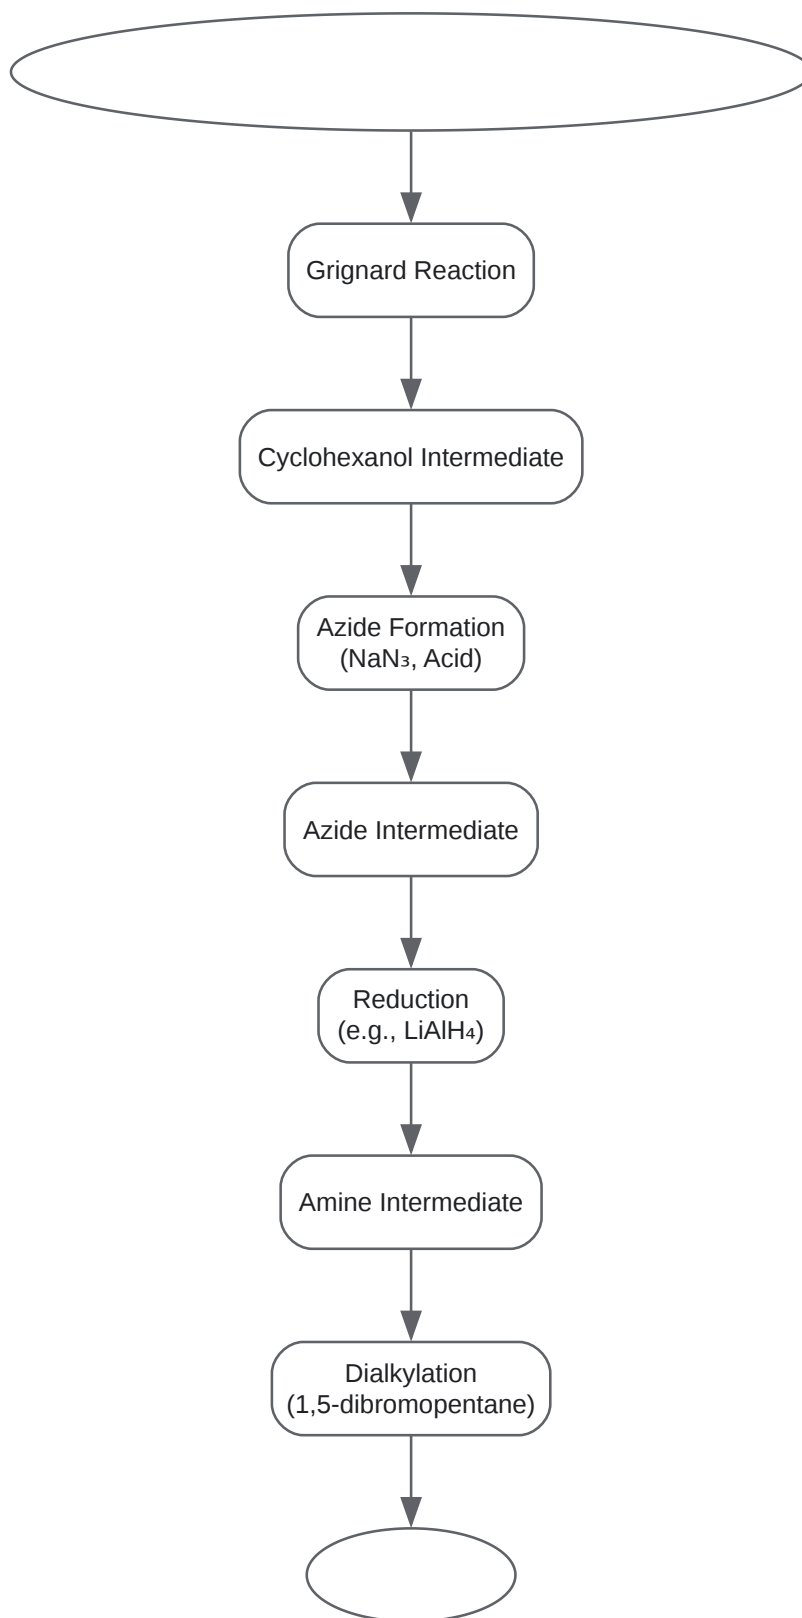 Grignard Reaction
Cyclohexanol Intermediate
Azide Formation
(NaN₃, Acid)
Azide Intermediate
Reduction
(e.g., LiAlH₄)
Amine Intermediate
Dialkylation
(1,5-dibromopentane)